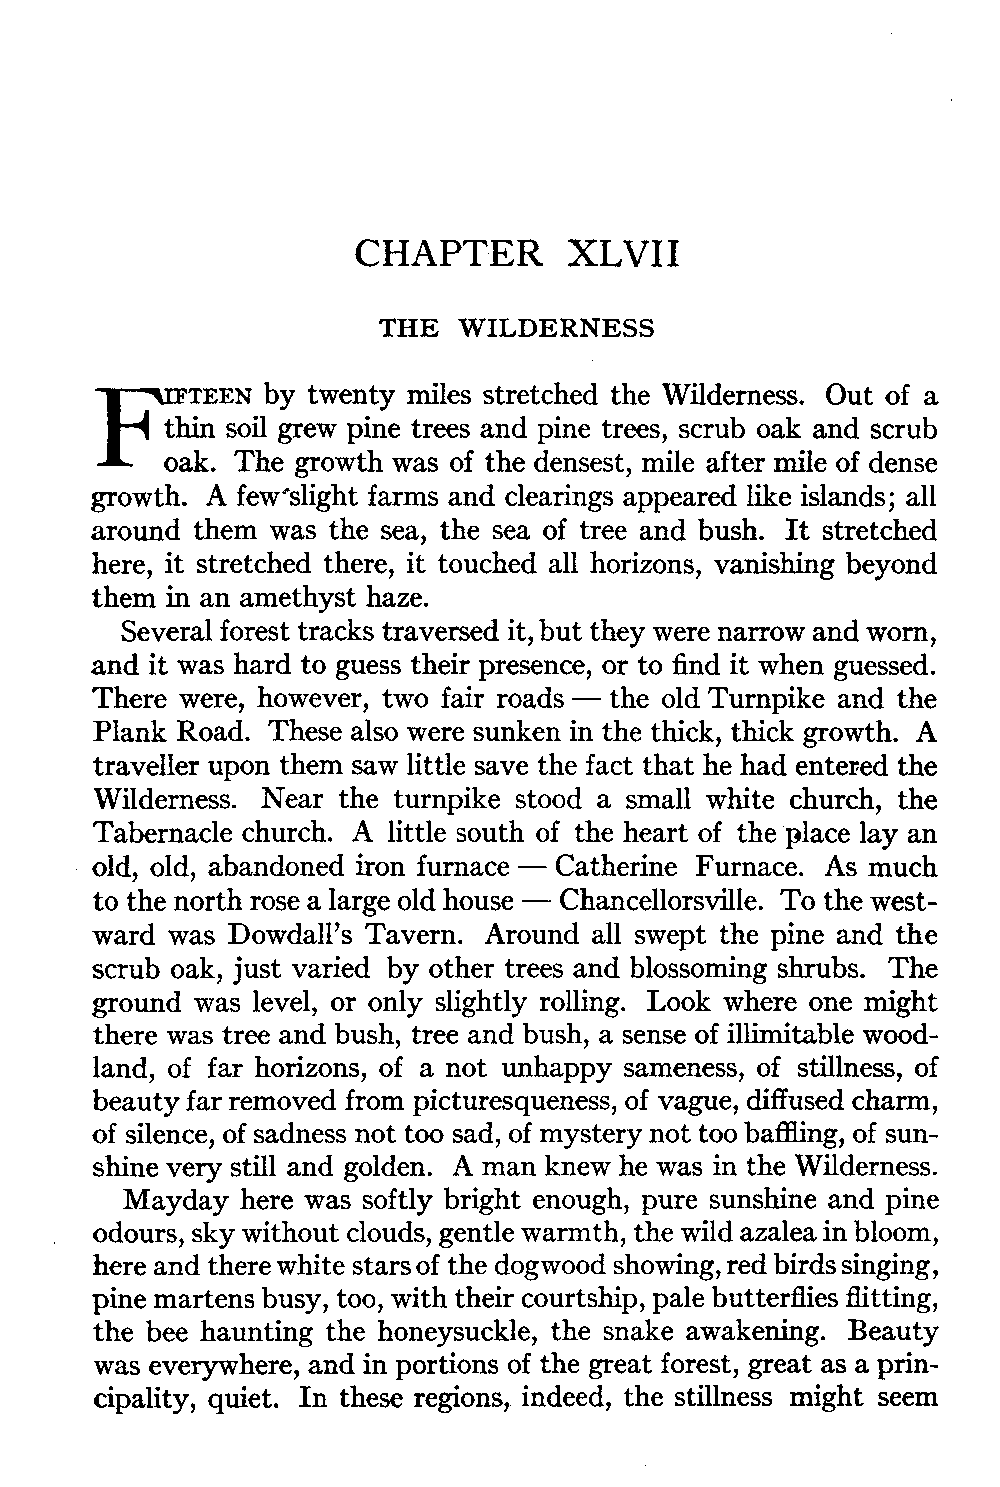 CHAPTER XLVII
THE WILDERNESS
FIFTEEN by twenty miles stretched the Wilderness. Out of a
thin soil grew pine trees and pine trees, scrub oak and scrub
oak. The growth was of the densest, mile after mile of dense
growth. A few slight farms and clearings appeared like islands; all
around them was the sea, the sea of tree and bush. It stretched
here, it stretched there, it touched all horizons, vanishing beyond
them in an amethyst haze.
Several forest tracks traversed it, but they were narrow and worn,
and it was hard to guess their presence, or to find it when guessed.
There were, however, two fair roads — the old Turnpike and the
Plank Road. These also were sunken in the thick, thick growth. A
traveller upon them saw little save the fact that he had entered the
Wilderness. Near the turnpike stood a small white church, the
Tabernacle church. A little south of the heart of the place lay an
old, old, abandoned iron furnace — Catherine Furnace. As much
to the north rose a large old house — Chancellorsville. To the west-
ward was Dowdall's Tavern. Around all swept the pine and the
scrub oak, just varied by other trees and blossoming shrubs. The
ground was level, or only slightly rolling. Look where one might
there was tree and bush, tree and bush, a sense of illimitable wood-
land, of far horizons, of a not unhappy sameness, of stillness, of
beauty far removed from picturesqueness, of vague, diffused charm,
of silence, of sadness not too sad, of mystery not too baffling, of sun-
shine very still and golden. A man knew he was in the Wilderness.
Mayday here was softly bright enough, pure sunshine and pine
odours, sky without clouds, gentle warmth, the wild azalea in bloom,
here and there white stars of the dogwood showing, red birds singing,
pine martens busy, too, with their courtship, pale butterflies flitting,
the bee haunting the honeysuckle, the snake awakening. Beauty
was everywhere, and in portions of the great forest, great as a prin-
cipality, quiet. In these regions, indeed, the stillness might seem